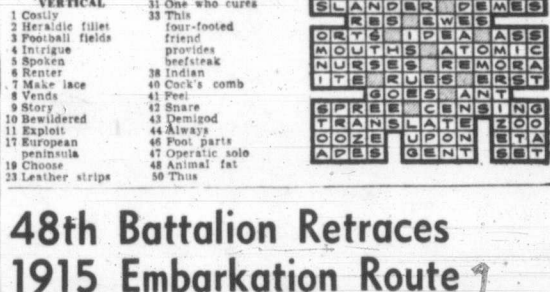 VERTICAL
1 Costly
2 Heraldic fillet
3 Football fields
4 Intrigue
5 Spoken
6 Renter
7 Make lace
8 Vends
9 Story
10 Bewildered
11 Exploit
17 European
peninsula
19 Choose
23 Leather strips
31 One who cures
33 This
four-footed
friend
provides
beefsteak
38 Indian
40 Cock's comb
41 Feel
42 Snare
43 Demigod
44 Always
46 Foot parts
47 Operatic solo
48 Animal fat
50 Thus
SLANDER DEMES
RES EWES
ORTS IDEA ASS
MOUTHS ATOMIC
NURSES REMORA
ITE RUES ERST
GOES ANT
SPREE CENSING
TRANSLATE ZOO
OOZE UPON ETA
ADES GENT SET
48th Battalion Retraces
1915 Embarkation Route